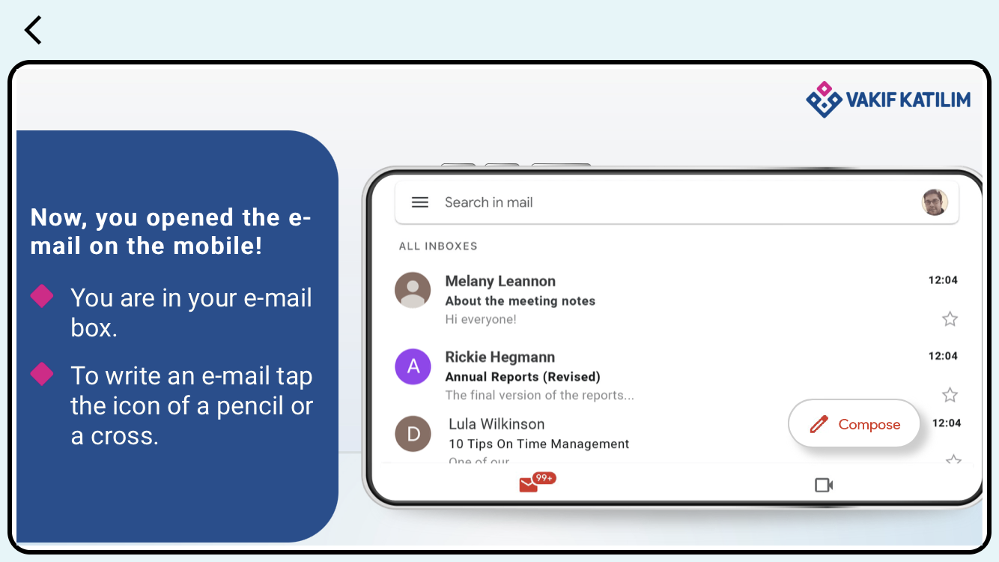 VAKIF KATILIM
Now, you opened the e-
mail on the mobile!
You are in your e-mail
box.
To write an e-mail tap
the icon of a pencil or
a cross.
Search in mail
ALL INBOXES
Melany Leannon 12:04
About the meeting notes
Hi everyone!
A Rickie Hegmann 12:04
Annual Reports (Revised)
The final version of the reports...
D Lula Wilkinson 12:04
10 Tips On Time Management
One of our
Compose
99+